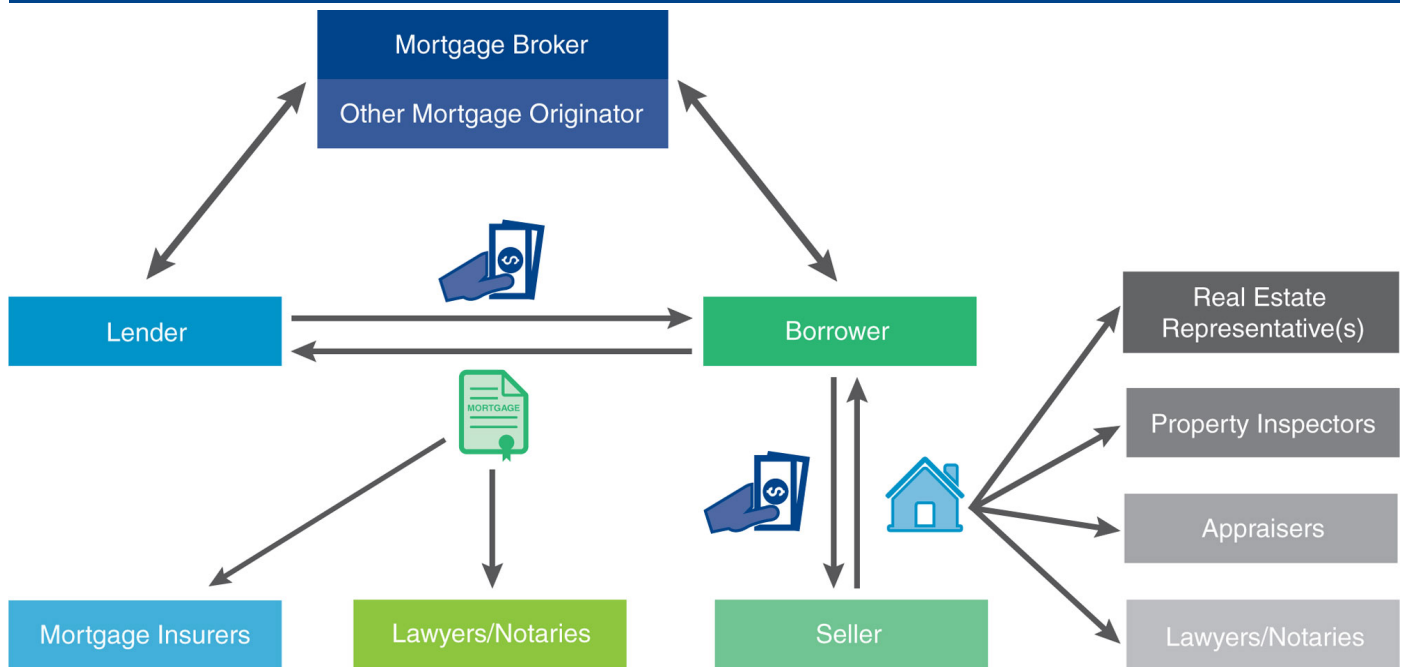 Mortgage Broker
Other Mortgage Originator
$
Lender
Borrower
Real Estate
Representative(s)
MORTGAGE
Property Inspectors
$
Appraisers
Mortgage Insurers
Lawyers/Notaries
Seller
Lawyers/Notaries